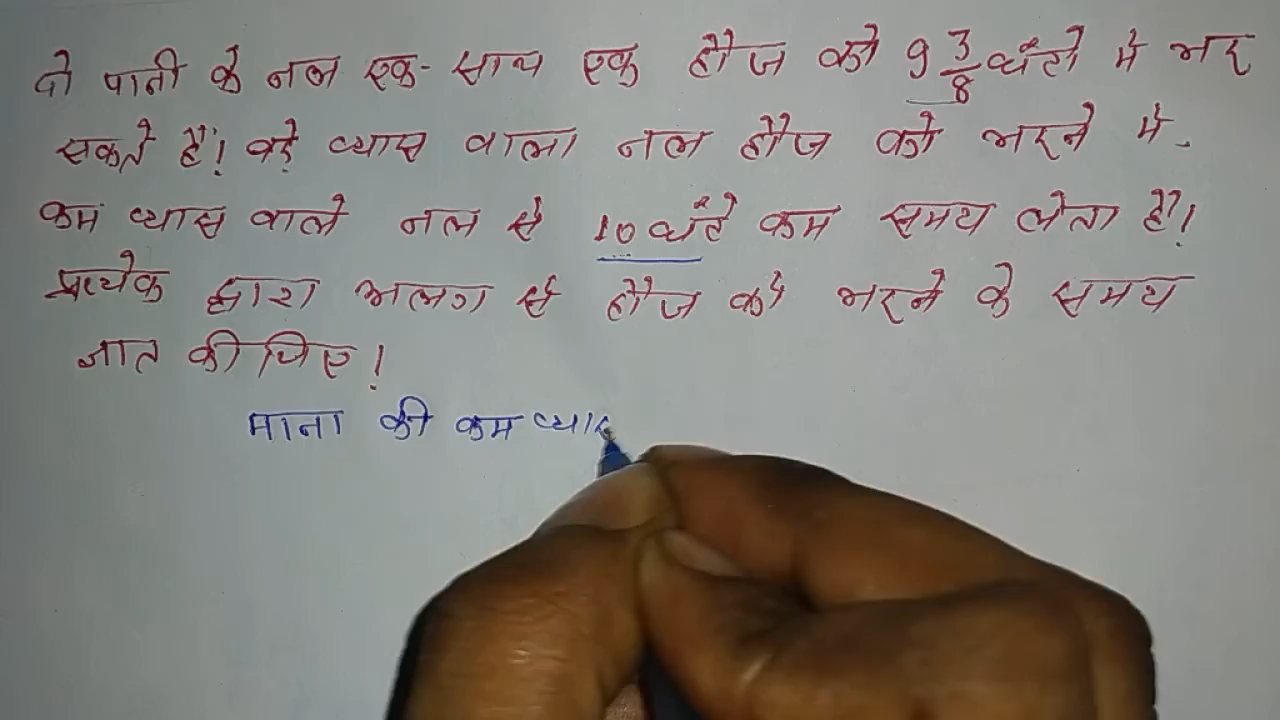 दो पानी के नल एक-साथ एक हौज को 9 3/8 घंटो मे भर
सकते हैं! बड़े व्यास वाला नल हौज को भरने मे
कम व्यास वाले नल से 10 घंटे कम समय लेता है!
प्रत्येक द्वारा अलग से हौज को भरने के समय
ज्ञात कीजिए!
माना की कम व्यास